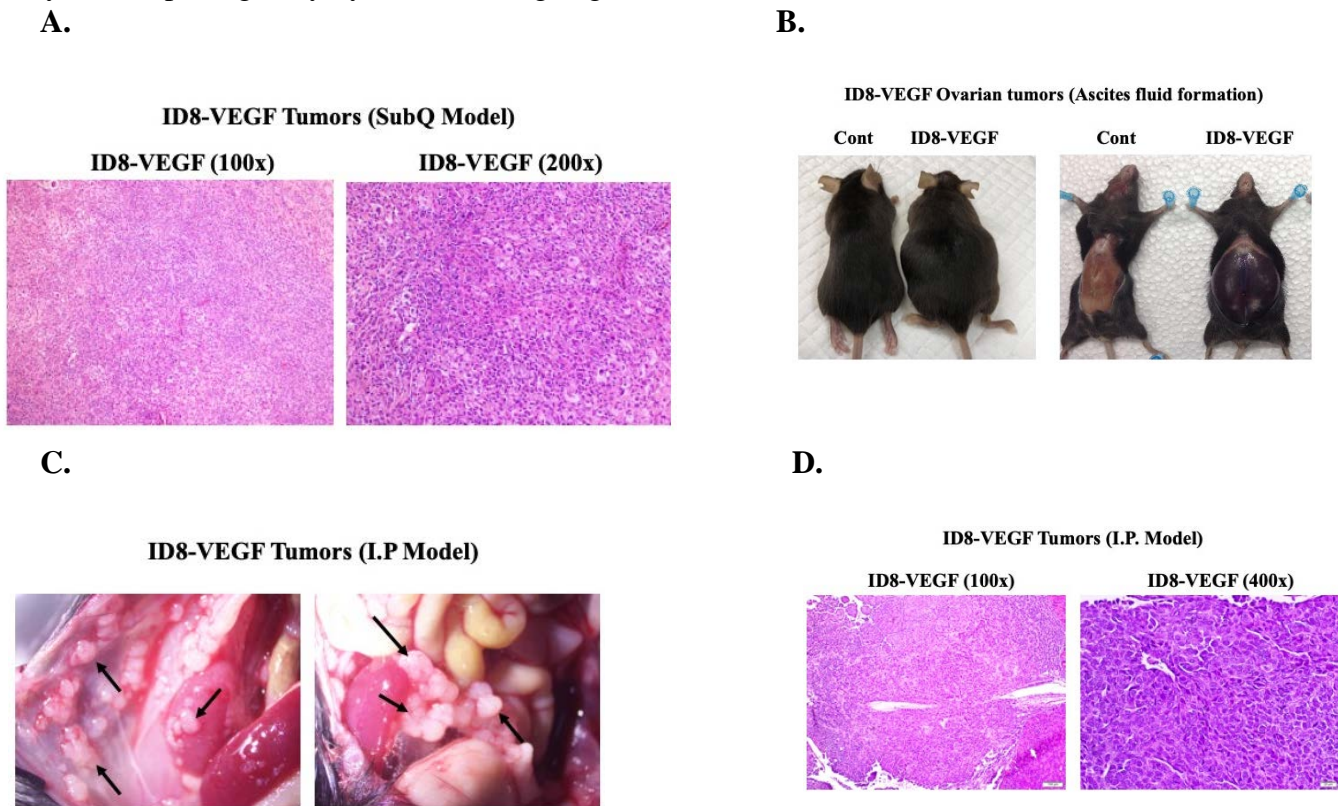 A.
B.
ID8-VEGF Tumors (SubQ Model)
ID8-VEGF (100x)
ID8-VEGF (200x)
ID8-VEGF Ovarian tumors (Ascites fluid formation)
Cont
ID8-VEGF
Cont
ID8-VEGF
C.
D.
ID8-VEGF Tumors (I.P Model)
ID8-VEGF Tumors (I.P. Model)
ID8-VEGF (100x)
ID8-VEGF (400x)